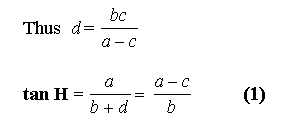 Thus d = bc / (a − c)
tan H = a / (b + d) = (a − c) / b (1)